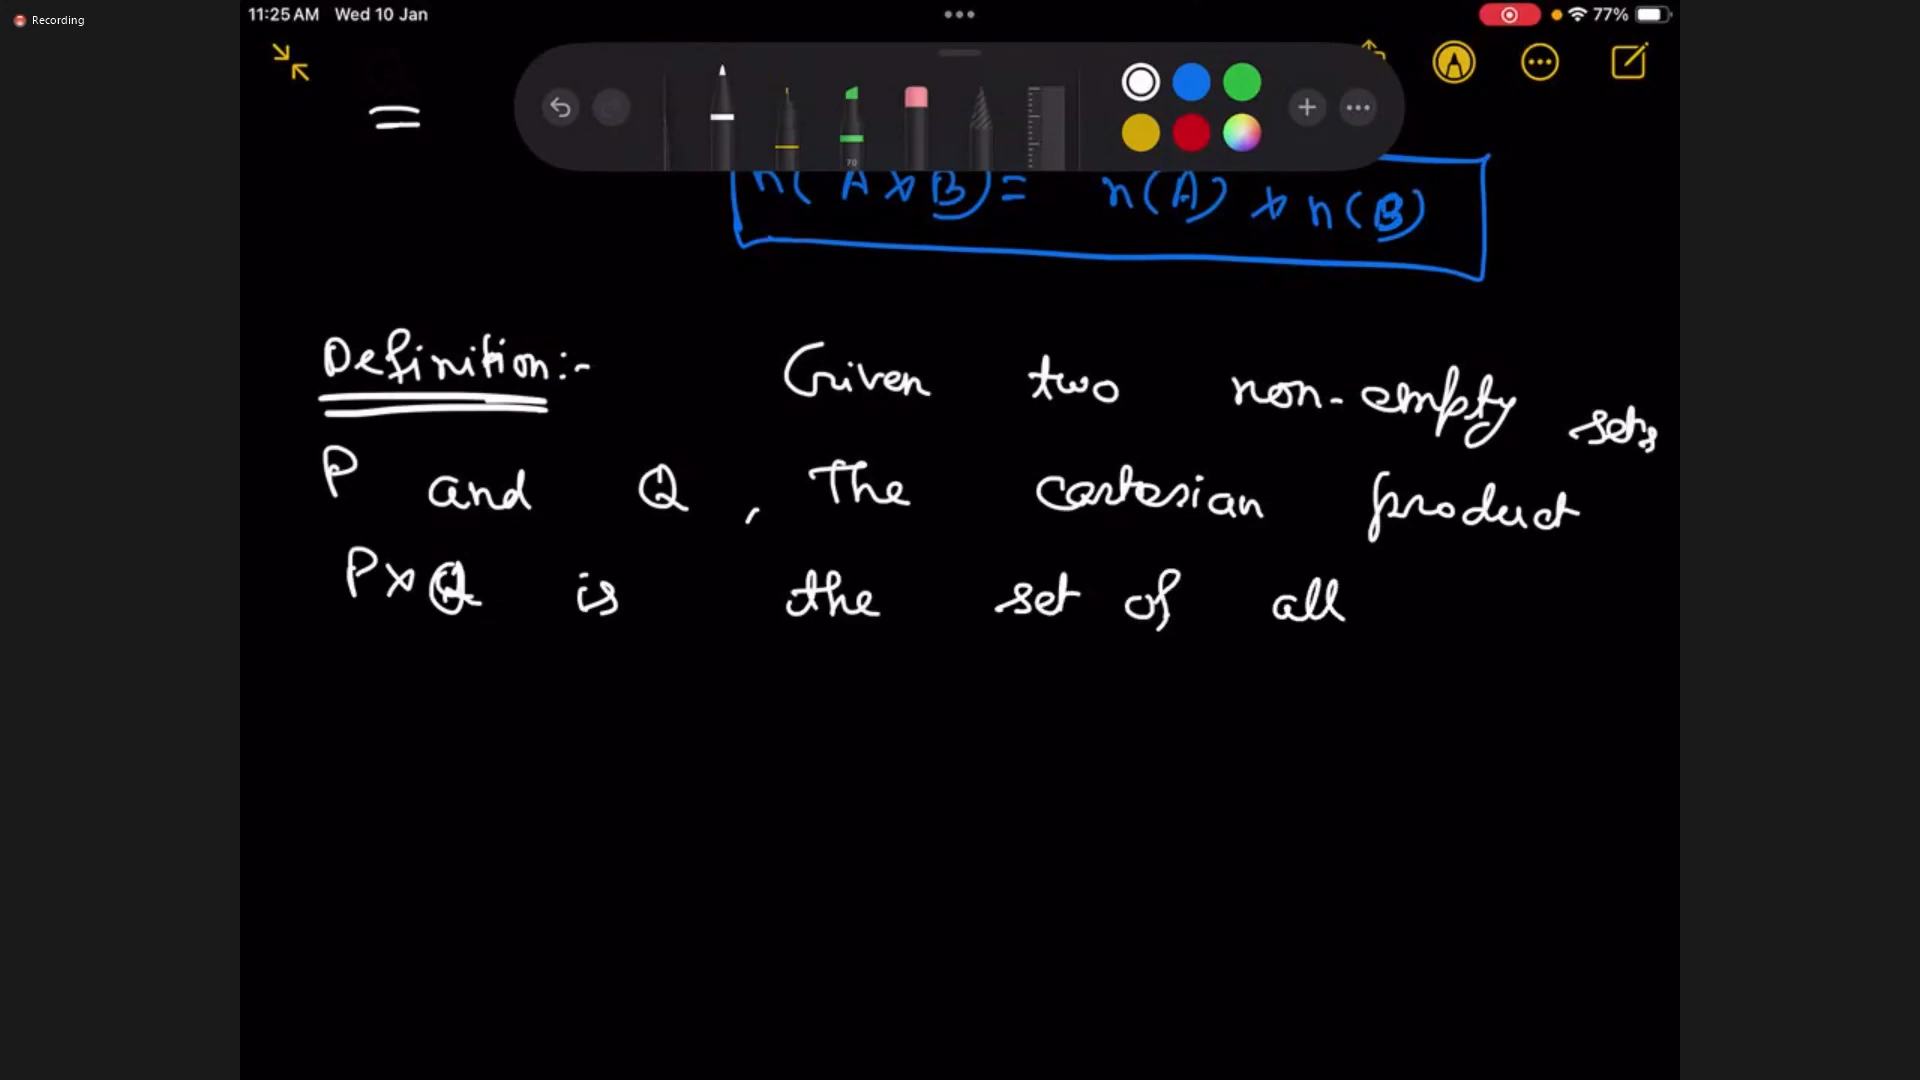 Recording
11:25 AM Wed 10 Jan
77%
70
n(A×B)= n(A) × n(B)
Definition:- Given two non-empty sets
P and Q, The cartesian product
P×Q is the set of all